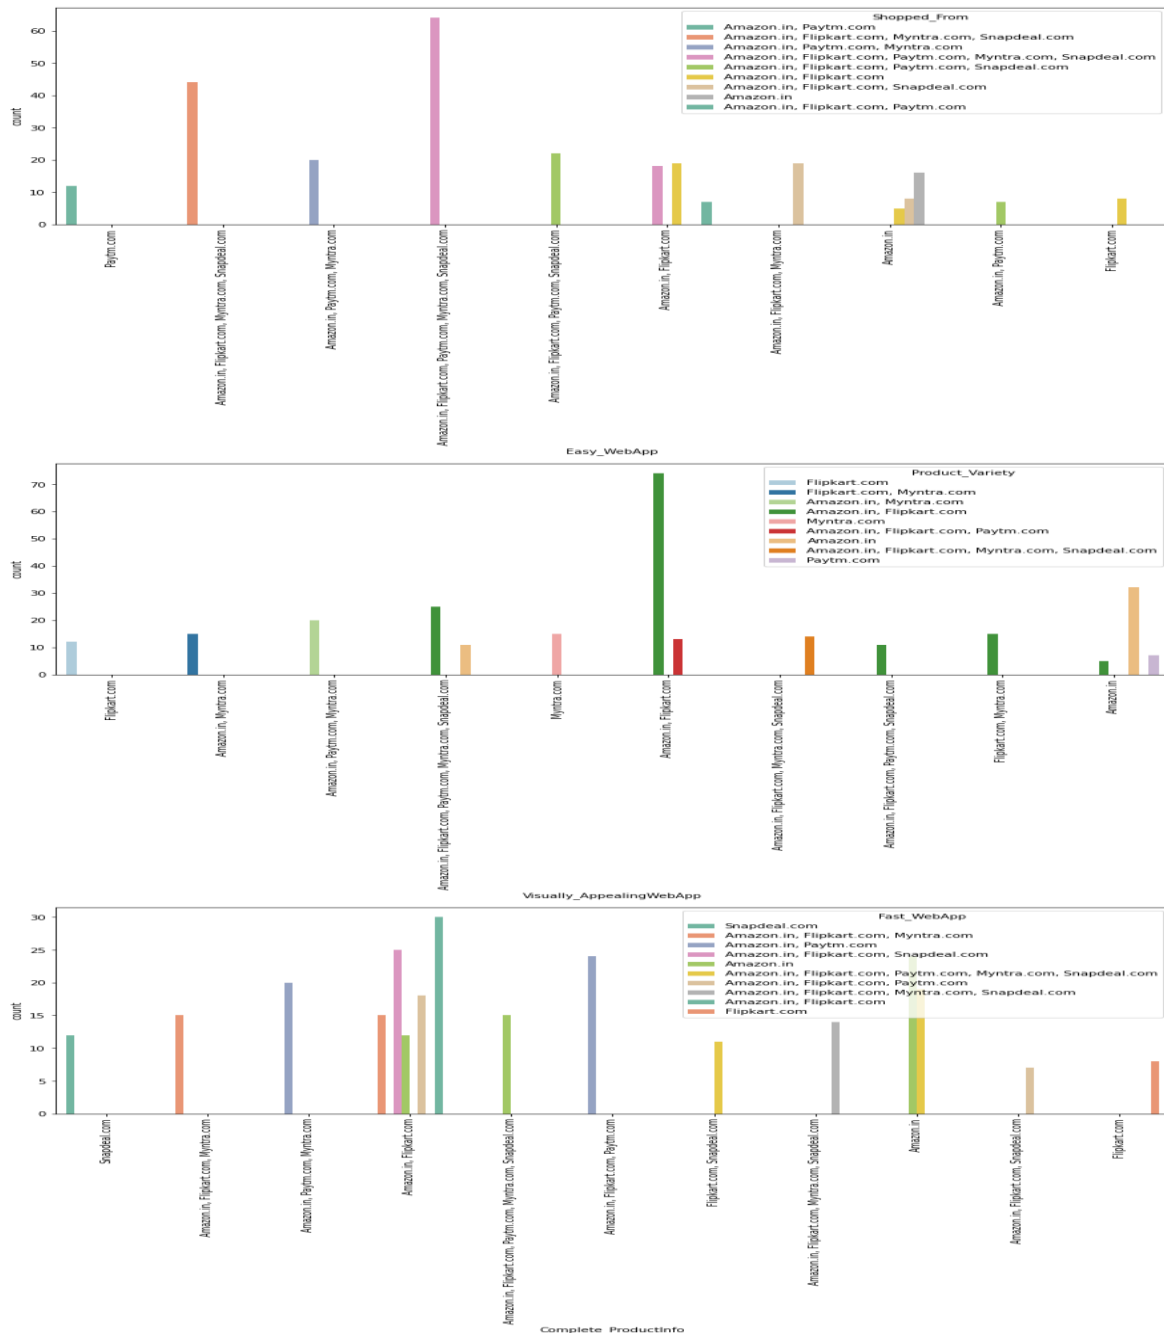 Shopped_From
Amazon.in, Paytm.com
Amazon.in, Flipkart.com, Myntra.com, Snapdeal.com
Amazon.in, Paytm.com, Myntra.com
Amazon.in, Flipkart.com, Paytm.com, Myntra.com, Snapdeal.com
Amazon.in, Flipkart.com, Paytm.com, Snapdeal.com
Amazon.in, Flipkart.com
Amazon.in, Flipkart.com, Snapdeal.com
Amazon.in
Amazon.in, Flipkart.com, Paytm.com
60
50
40
30
20
10
0
count
Paytm.com
Amazon.in, Flipkart.com, Myntra.com, Snapdeal.com
Amazon.in, Paytm.com, Myntra.com
Amazon.in, Flipkart.com, Paytm.com, Myntra.com, Snapdeal.com
Amazon.in, Flipkart.com, Paytm.com, Snapdeal.com
Amazon.in, Flipkart.com
Amazon.in, Flipkart.com, Myntra.com
Amazon.in
Amazon.in, Paytm.com
Flipkart.com
Easy_WebApp
Product_Variety
Flipkart.com
Flipkart.com, Myntra.com
Amazon.in, Myntra.com
Amazon.in, Flipkart.com
Myntra.com
Amazon.in, Flipkart.com, Paytm.com
Amazon.in
Amazon.in, Flipkart.com, Myntra.com, Snapdeal.com
Paytm.com
70
60
50
40
30
20
10
0
count
Flipkart.com
Amazon.in, Myntra.com
Amazon.in, Paytm.com, Myntra.com
Amazon.in, Flipkart.com, Paytm.com, Myntra.com, Snapdeal.com
Myntra.com
Amazon.in, Flipkart.com
Amazon.in, Flipkart.com, Myntra.com, Snapdeal.com
Amazon.in, Flipkart.com, Paytm.com, Snapdeal.com
Flipkart.com, Myntra.com
Amazon.in
Visually_AppealingWebApp
Fast_WebApp
Snapdeal.com
Amazon.in, Flipkart.com, Myntra.com
Amazon.in, Paytm.com
Amazon.in, Flipkart.com, Snapdeal.com
Amazon.in
Amazon.in, Flipkart.com, Paytm.com, Myntra.com, Snapdeal.com
Amazon.in, Flipkart.com, Paytm.com
Amazon.in, Flipkart.com, Myntra.com, Snapdeal.com
Amazon.in, Flipkart.com
Flipkart.com
30
25
20
15
10
5
0
count
Snapdeal.com
Amazon.in, Flipkart.com, Myntra.com
Amazon.in, Paytm.com, Myntra.com
Amazon.in, Flipkart.com
Amazon.in, Flipkart.com, Paytm.com, Myntra.com, Snapdeal.com
Amazon.in, Flipkart.com, Paytm.com
Flipkart.com, Snapdeal.com
Amazon.in, Flipkart.com, Myntra.com, Snapdeal.com
Amazon.in
Amazon.in, Flipkart.com, Snapdeal.com
Flipkart.com
Complete_ProductInfo